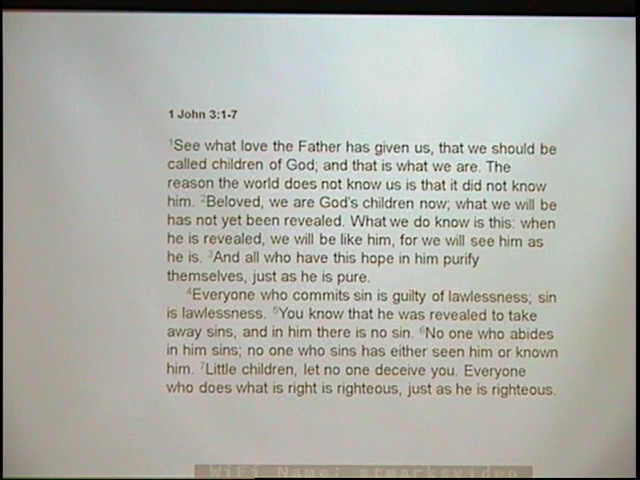 1 John 3:1-7
¹See what love the Father has given us, that we should be
called children of God; and that is what we are. The
reason the world does not know us is that it did not know
him. ²Beloved, we are God's children now; what we will be
has not yet been revealed. What we do know is this: when
he is revealed, we will be like him, for we will see him as
he is. ³And all who have this hope in him purify
themselves, just as he is pure.
⁴Everyone who commits sin is guilty of lawlessness; sin
is lawlessness. ⁵You know that he was revealed to take
away sins, and in him there is no sin. ⁶No one who abides
in him sins; no one who sins has either seen him or known
him. ⁷Little children, let no one deceive you. Everyone
who does what is right is righteous, just as he is righteous.
WiFi Name: stmarksvideo